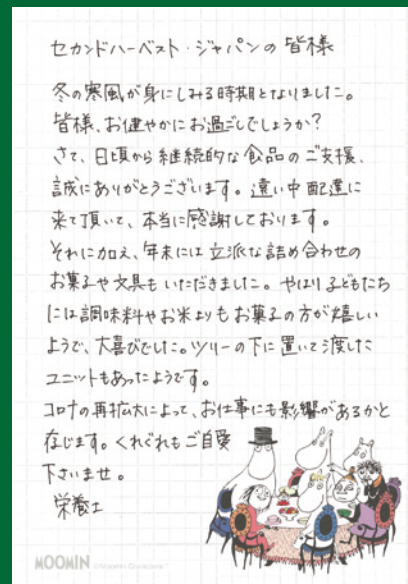 セカンドハーベスト・ジャパンの皆様
冬の寒風が身にしみる時期となりました。
皆様、お健やかにお過ごしでしょうか?
さて、日頃から継続的な食品のご支援、
誠にありがとうございます。遠い中配達に
来て頂いて、本当に感謝しております。
それに加え、年末には立派な詰め合わせの
お菓子や文具もいただきました。やはり子どもたち
には調味料やお米よりもお菓子の方が嬉しい
ようで、大喜びでした。ツリーの下に置いて渡した
ユニットもあったようです。
コロナの再拡大によって、お仕事にも影響があるかと
存じます。くれぐれもご自愛
下さいませ。
栄養士
MOOMIN ©Moomin Characters™